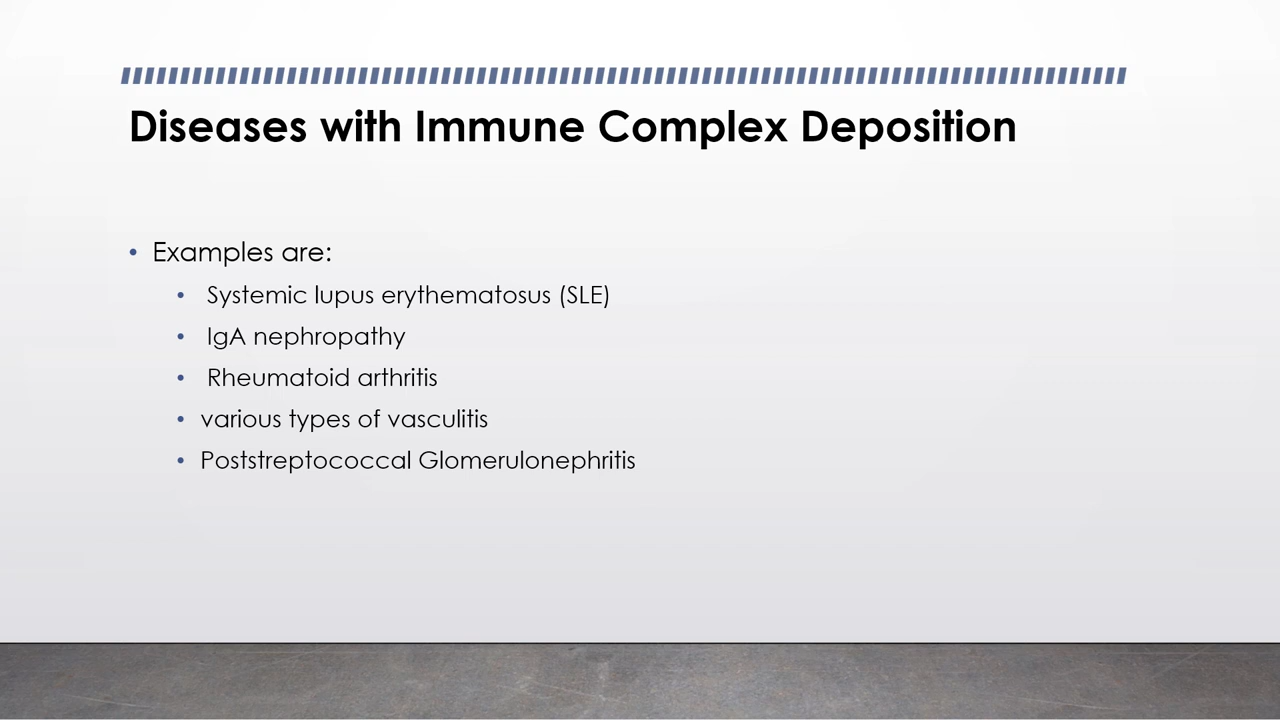 Diseases with Immune Complex Deposition
• Examples are:
• Systemic lupus erythematosus (SLE)
• IgA nephropathy
• Rheumatoid arthritis
• various types of vasculitis
• Poststreptococcal Glomerulonephritis